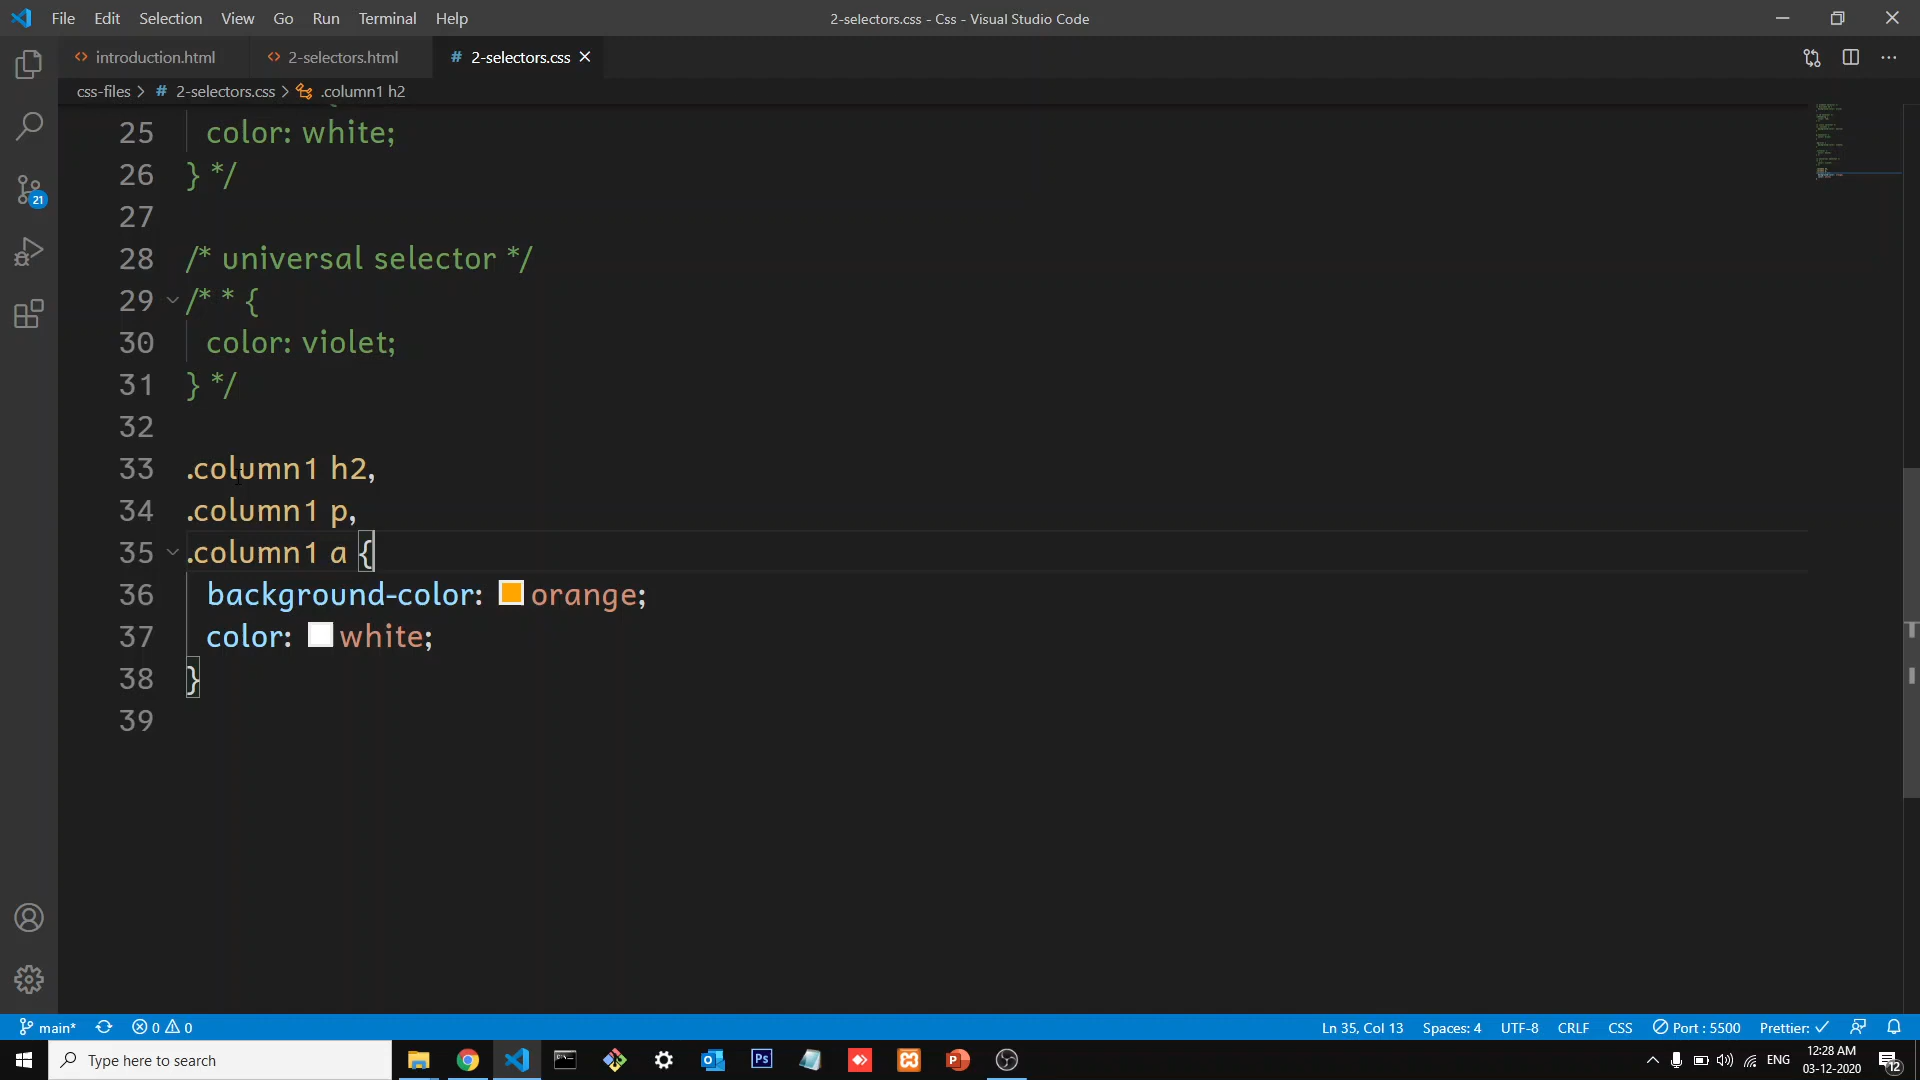 File Edit Selection View Go Run Terminal Help
2-selectors.css - Css - Visual Studio Code
introduction.html
2-selectors.html
# 2-selectors.css
css-files > # 2-selectors.css > .column1 h2
25 color: white;
26 } */
27
28 /* universal selector */
29 /* * {
30 color: violet;
31 } */
32
33 .column1 h2,
34 .column1 p,
35 .column1 a {
36 background-color: orange;
37 color: white;
38 }
39
21
main* 0 0
Ln 35, Col 13 Spaces: 4 UTF-8 CRLF CSS Port : 5500 Prettier: ✓
Type here to search
Ps
ENG
12:28 AM
03-12-2020
12